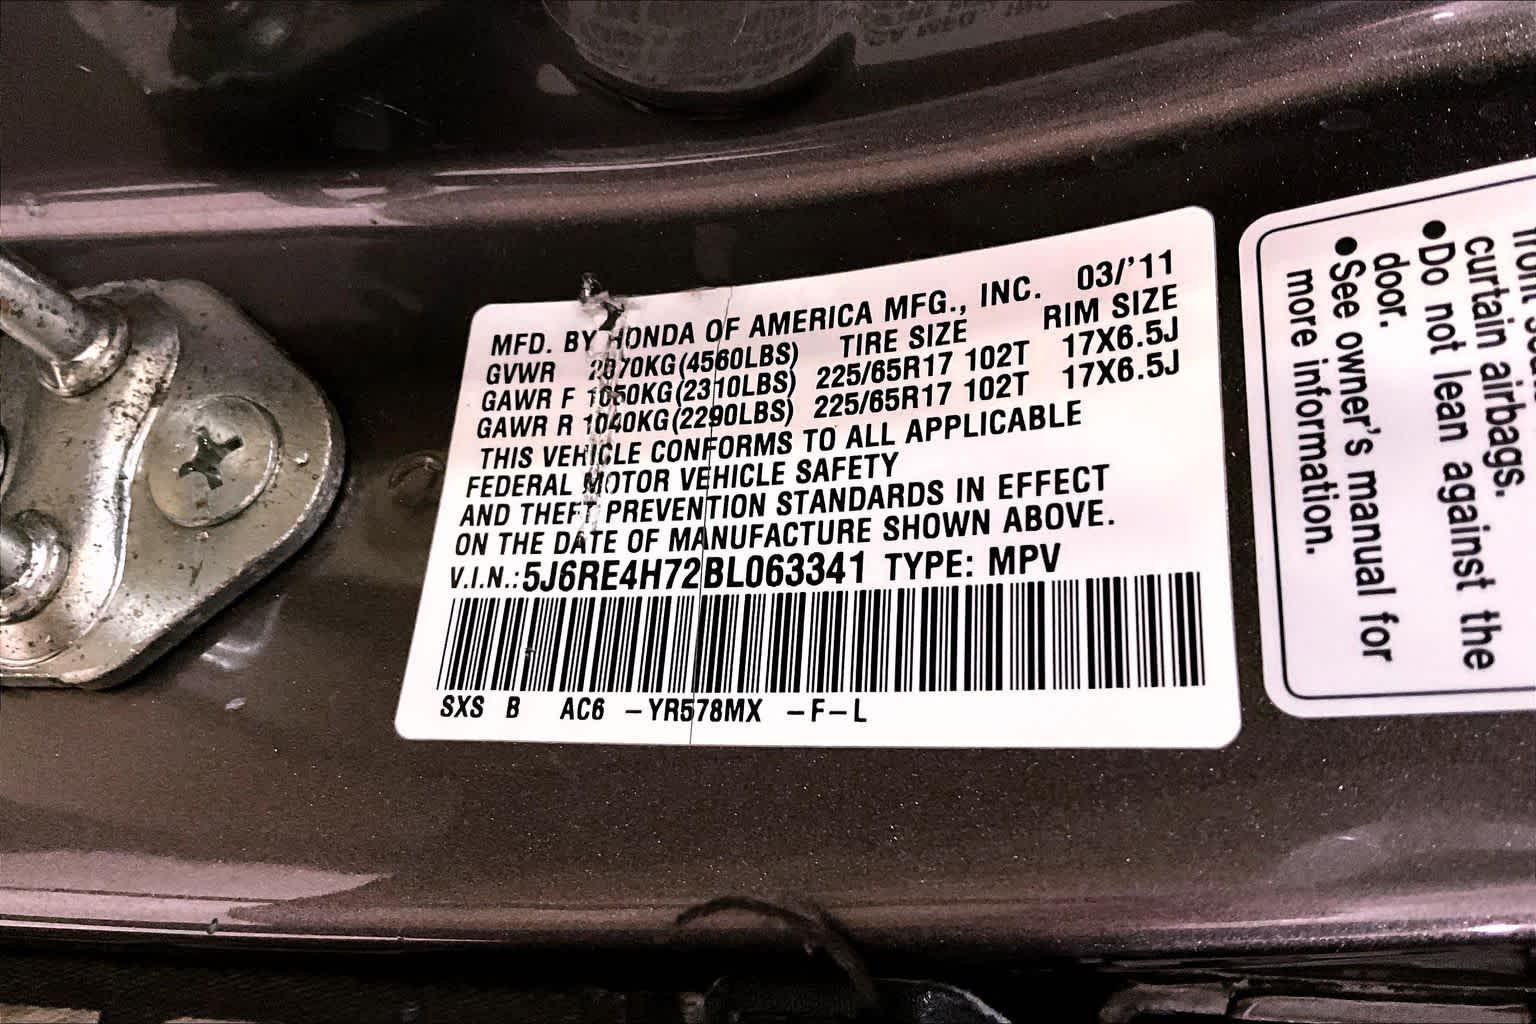 MFD. BY HONDA OF AMERICA MFG., INC. 03/'11
GVWR 2070KG(4560LBS) TIRE SIZE RIM SIZE
GAWR F 1050KG(2310LBS) 225/65R17 102T 17X6.5J
GAWR R 1040KG(2290LBS) 225/65R17 102T 17X6.5J
THIS VEHICLE CONFORMS TO ALL APPLICABLE
FEDERAL MOTOR VEHICLE SAFETY
AND THEFT PREVENTION STANDARDS IN EFFECT
ON THE DATE OF MANUFACTURE SHOWN ABOVE.
V.I.N.:5J6RE4H72BL063341 TYPE: MPV
SXS B AC6 -YR578MX -F-L
curtain airbags.
●Do not lean against the
door.
●See owner's manual for
more information.